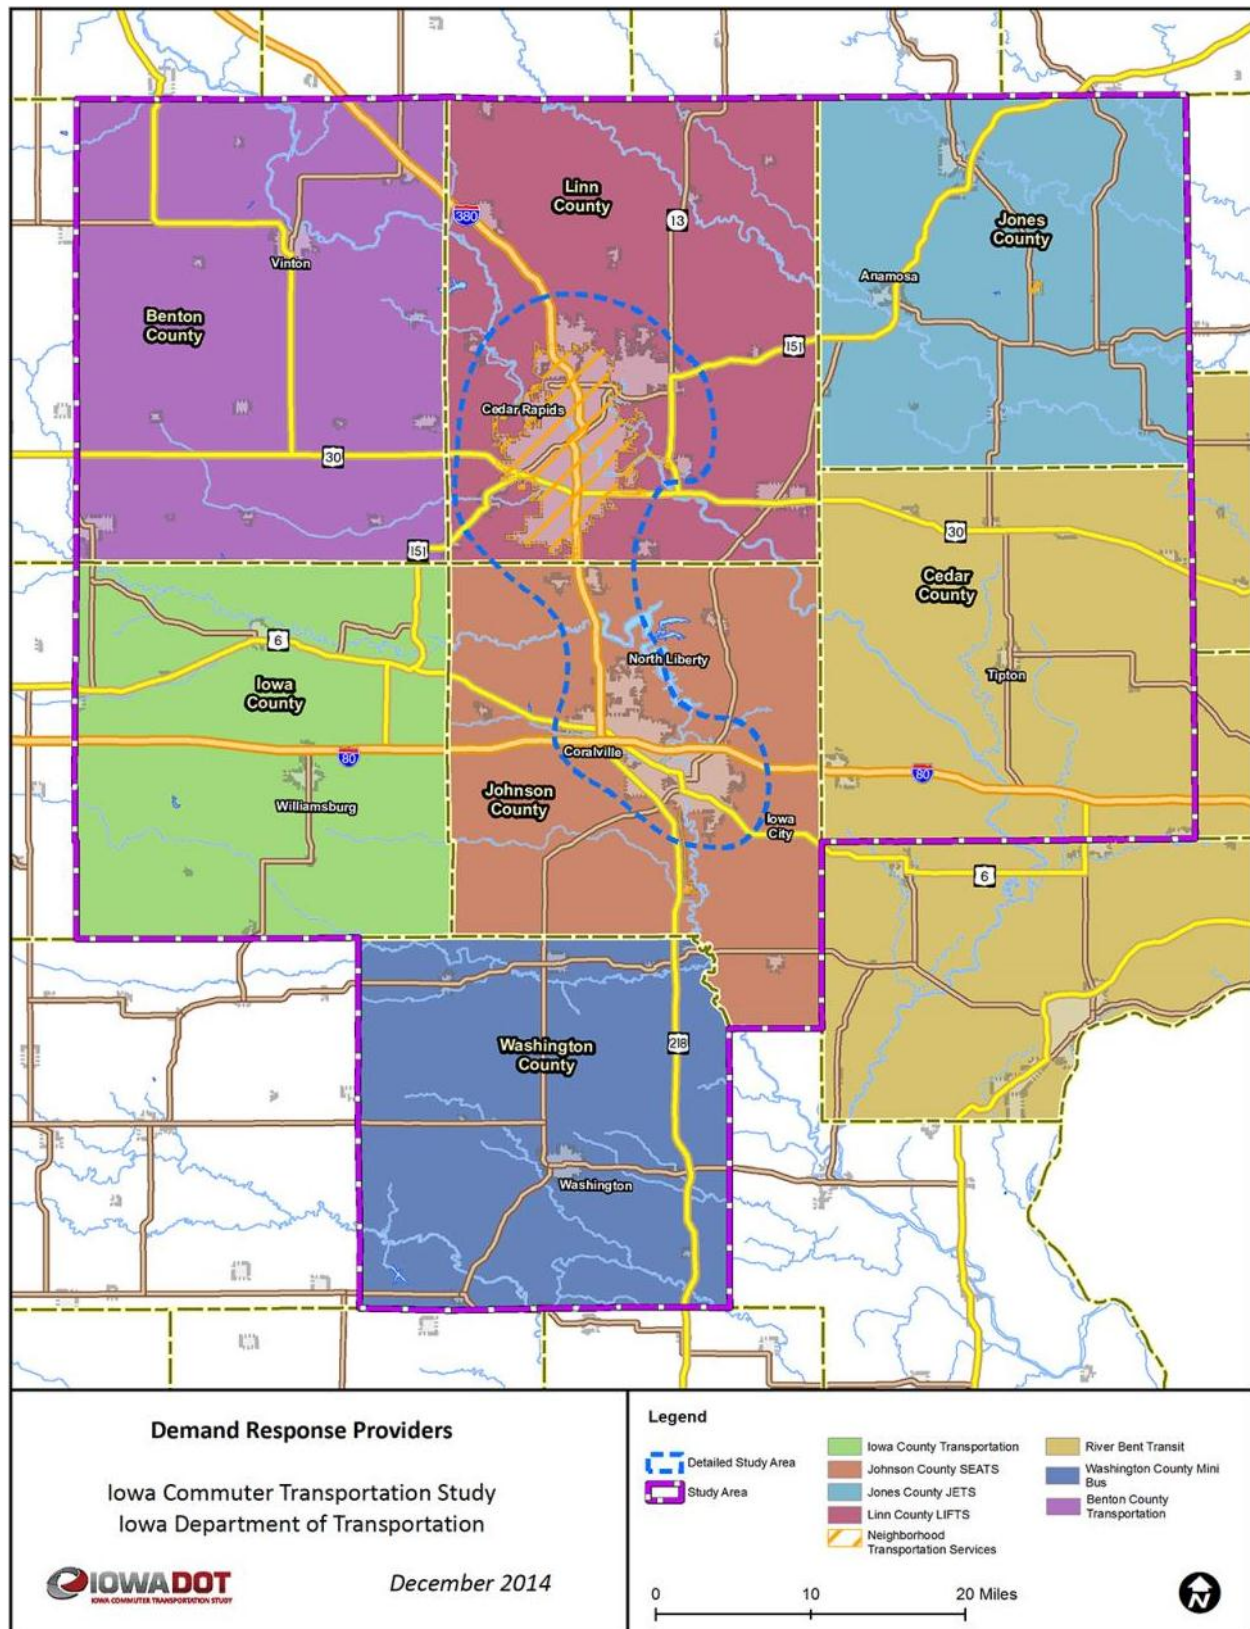 Linn
County
380
13
Jones
County
Vinton
Anamosa
Benton
County
151
Cedar Rapids
30
30
151
Cedar
County
6
North Liberty
Iowa
County
Tipton
Coralville
80
80
Johnson
County
Williamsburg
Iowa
City
6
Washington
County
218
Washington
Demand Response Providers
Iowa Commuter Transportation Study
Iowa Department of Transportation
IOWADOT
IOWA COMMUTER TRANSPORTATION STUDY
December 2014
Legend
Detailed Study Area
Study Area
Iowa County Transportation
Johnson County SEATS
Jones County JETS
Linn County LIFTS
Neighborhood
Transportation Services
River Bent Transit
Washington County Mini
Bus
Benton County
Transportation
0 10 20 Miles
N